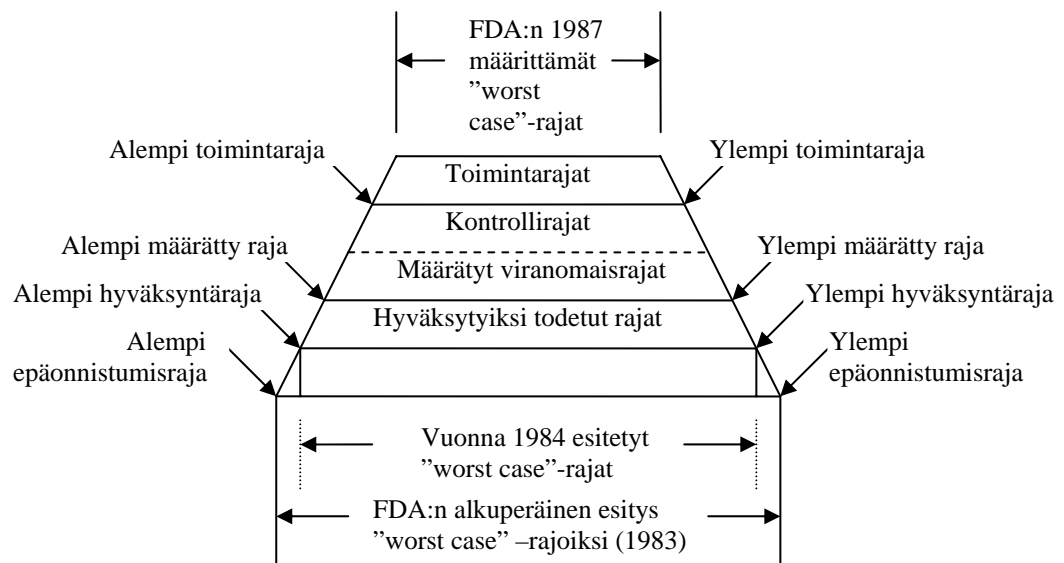 FDA:n 1987
määrittämät
”worst
case”-rajat
Alempi toimintaraja
Ylempi toimintaraja
Toimintarajat
Kontrollirajat
Alempi määrätty raja
Ylempi määrätty raja
Määrätyt viranomaisrajat
Alempi hyväksyntäraja
Ylempi hyväksyntäraja
Hyväksytyiksi todetut rajat
Alempi
epäonnistumisraja
Ylempi
epäonnistumisraja
Vuonna 1984 esitetyt
”worst case”-rajat
FDA:n alkuperäinen esitys
”worst case” –rajoiksi (1983)